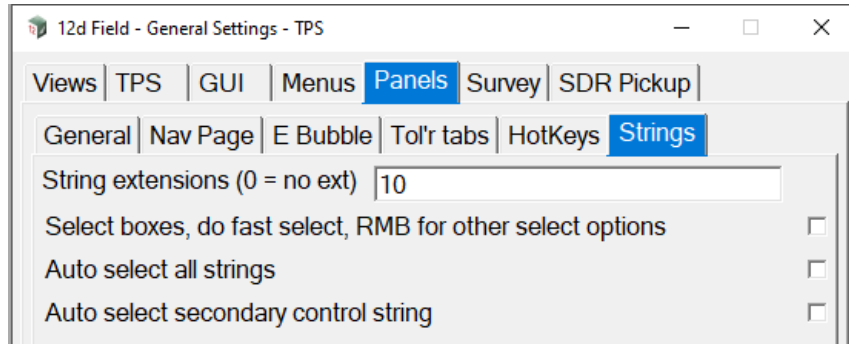 12d Field - General Settings - TPS
Views TPS GUI Menus Panels Survey SDR Pickup
General Nav Page E Bubble Tol'r tabs HotKeys Strings
String extensions (0 = no ext) 10
Select boxes, do fast select, RMB for other select options
Auto select all strings
Auto select secondary control string